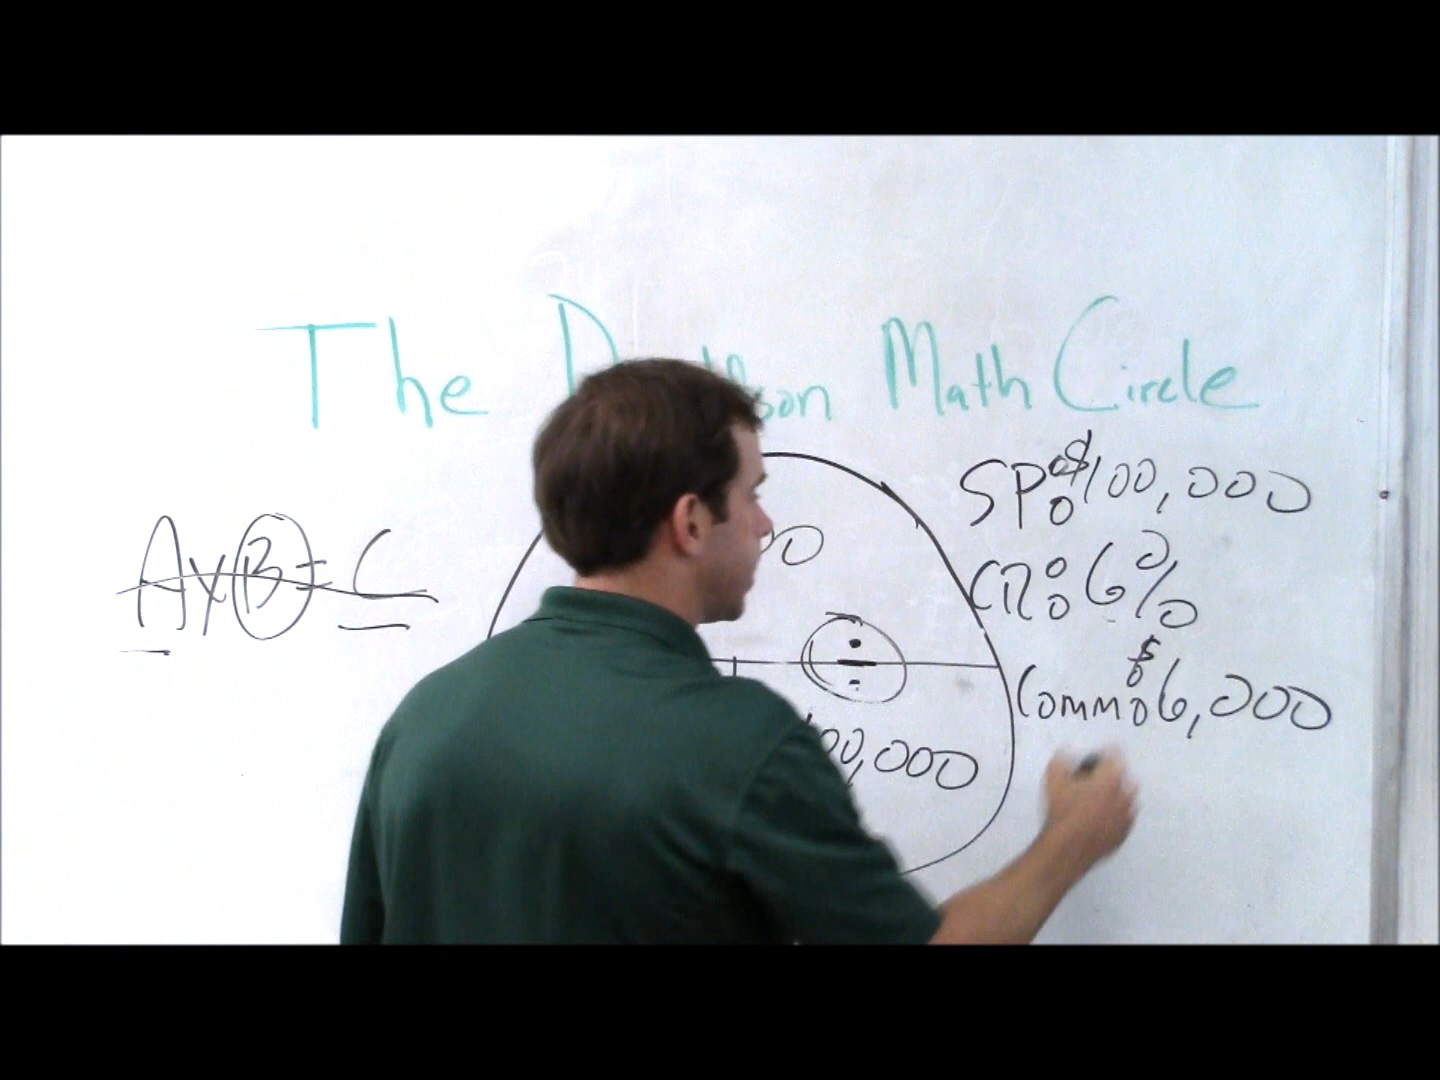 The Math Circle
SP: $100,000
A x B = C
CR: 6%
÷
Comm: $6,000
00,000